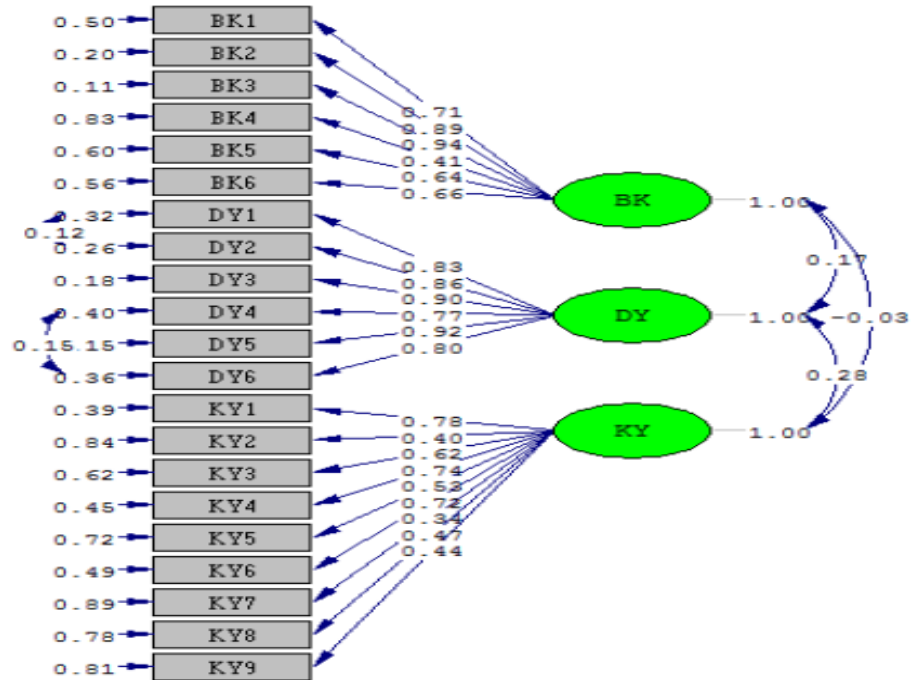 0.50 BK1
0.20 BK2
0.11 BK3
0.83 BK4
0.60 BK5
0.56 BK6
0.32 DY1
0.12
0.26 DY2
0.18 DY3
0.40 DY4
0.15 .15 DY5
0.36 DY6
0.39 KY1
0.84 KY2
0.62 KY3
0.45 KY4
0.72 KY5
0.49 KY6
0.89 KY7
0.78 KY8
0.81 KY9
0.71
0.89
0.94
0.41
0.64
0.66
0.83
0.86
0.90
0.77
0.92
0.80
0.78
0.40
0.62
0.74
0.53
0.72
0.34
0.47
0.44
BK 1.00
DY 1.00
KY 1.00
0.17
-0.03
0.28